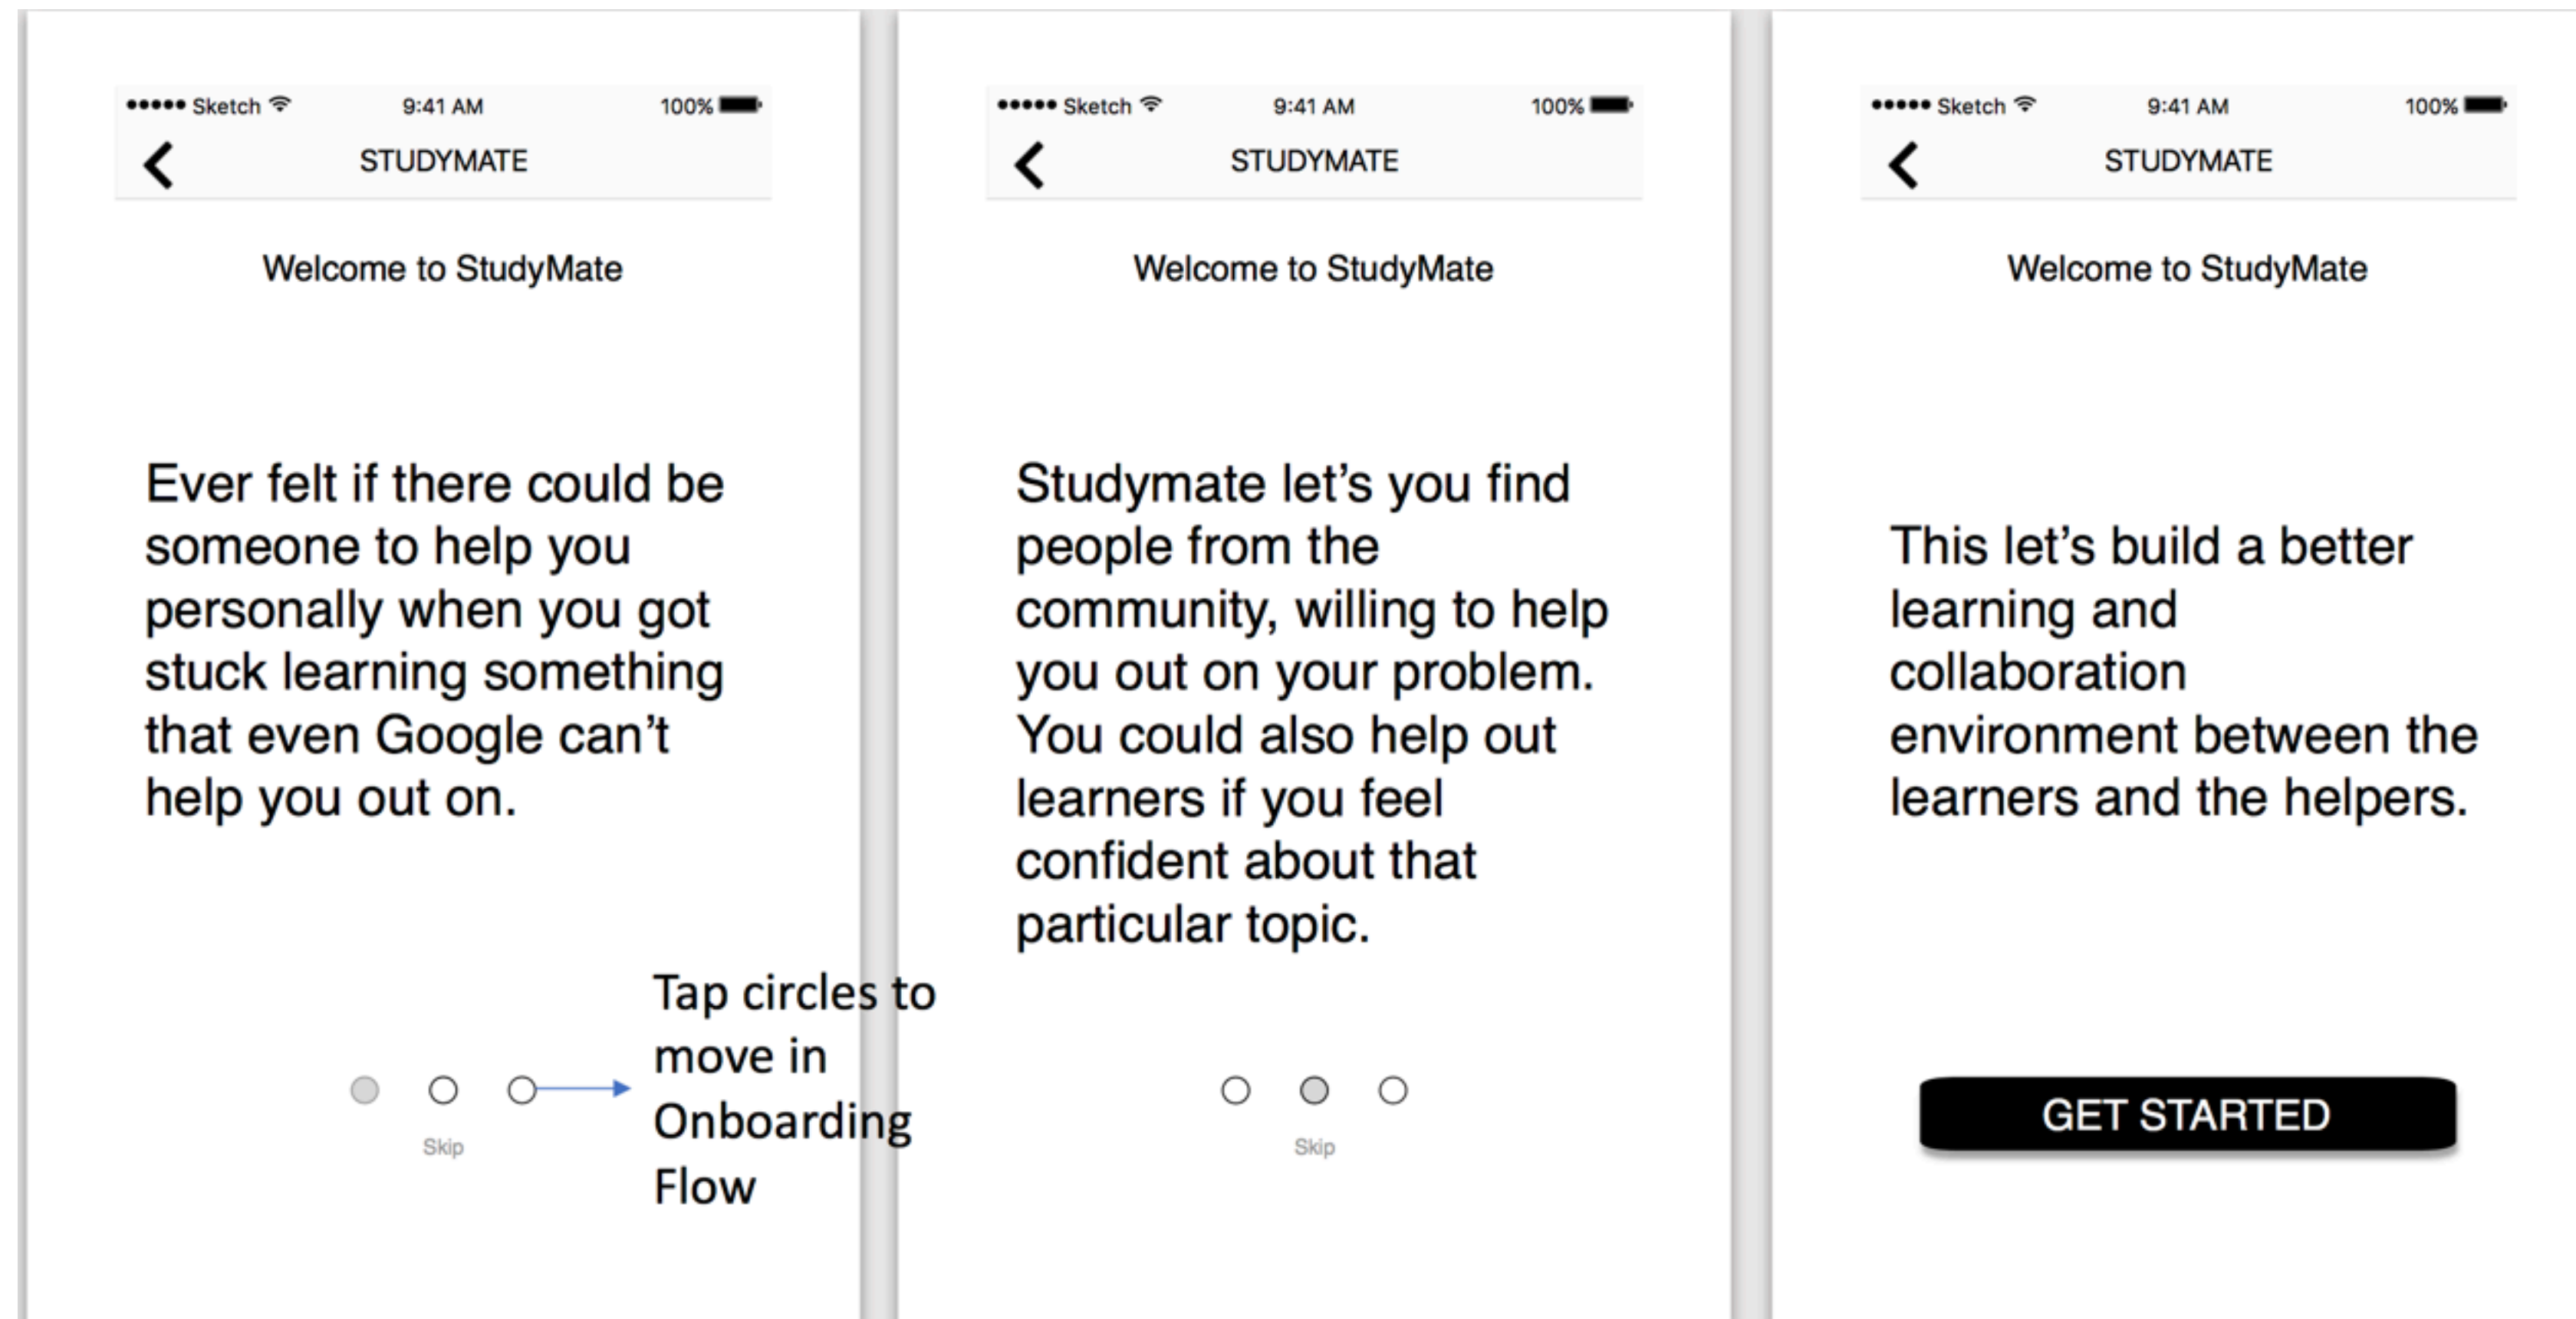 Sketch 9:41 AM 100%
STUDYMATE
Welcome to StudyMate
Ever felt if there could be
someone to help you
personally when you got
stuck learning something
that even Google can’t
help you out on.
Tap circles to
move in
Onboarding
Flow
Skip
Sketch 9:41 AM 100%
STUDYMATE
Welcome to StudyMate
Studymate let’s you find
people from the
community, willing to help
you out on your problem.
You could also help out
learners if you feel
confident about that
particular topic.
Skip
Sketch 9:41 AM 100%
STUDYMATE
Welcome to StudyMate
This let’s build a better
learning and
collaboration
environment between the
learners and the helpers.
GET STARTED